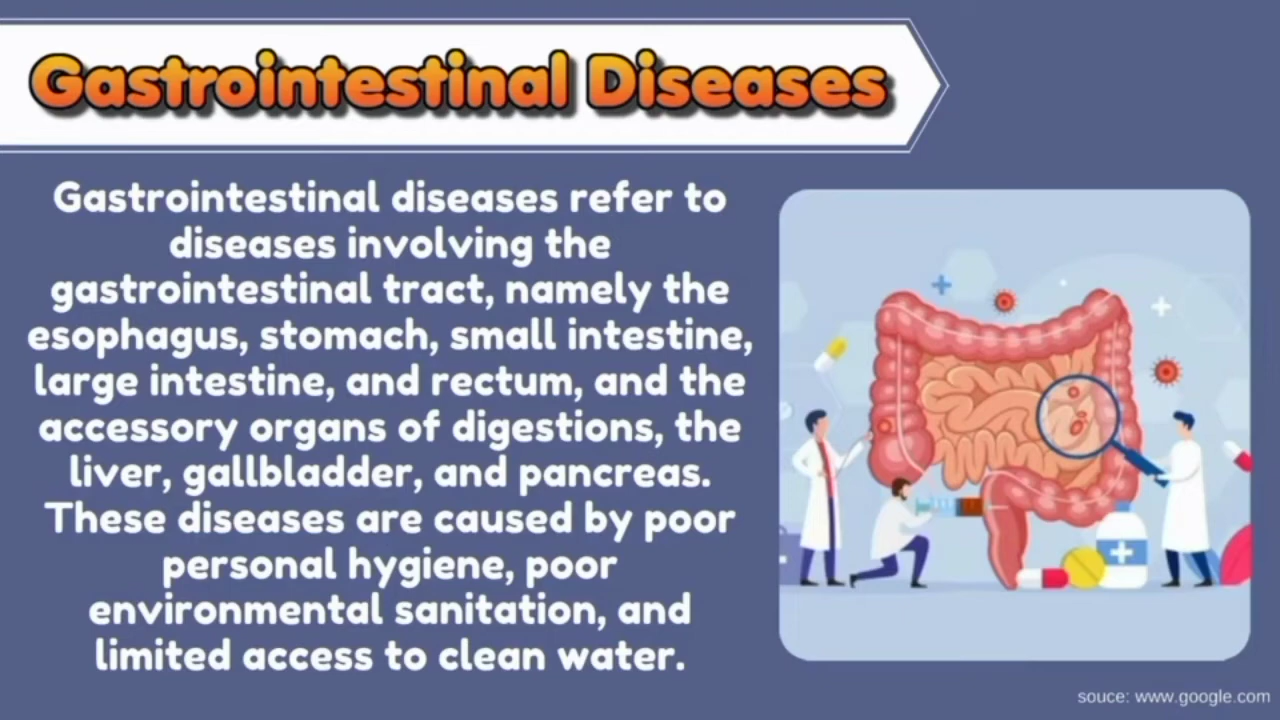 Gastrointestinal Diseases
Gastrointestinal diseases refer to
diseases involving the
gastrointestinal tract, namely the
esophagus, stomach, small intestine,
large intestine, and rectum, and the
accessory organs of digestions, the
liver, gallbladder, and pancreas.
These diseases are caused by poor
personal hygiene, poor
environmental sanitation, and
limited access to clean water.
souce: www.google.com